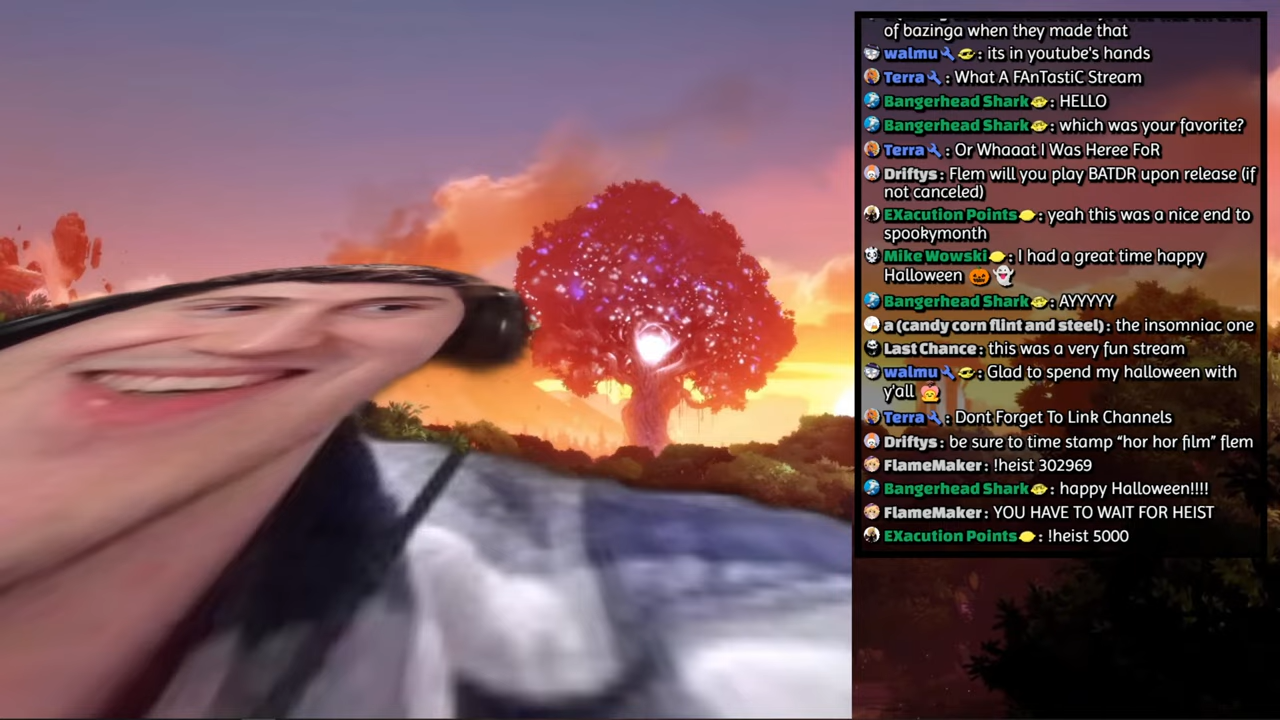 of bazinga when they made that
walmu: its in youtube's hands
Terra: What A FAnTastiC Stream
Bangerhead Shark: HELLO
Bangerhead Shark: which was your favorite?
Terra: Or Whaaat I Was Hereee FoR
Driftys: Flem will you play BATDR upon release (if
not canceled)
EXacution Points: yeah this was a nice end to
spookymonth
Mike Wowski: I had a great time happy
Halloween 🎃👻
Bangerhead Shark: AYYYYY
a (candy corn flint and steel): the insomniac one
Last Chance: this was a very fun stream
walmu: Glad to spend my halloween with
y'all
Terra: Dont Forget To Link Channels
Driftys: be sure to time stamp “hor hor film” flem
FlameMaker: !heist 302969
Bangerhead Shark: happy Halloween!!!!
FlameMaker: YOU HAVE TO WAIT FOR HEIST
EXacution Points: !heist 5000